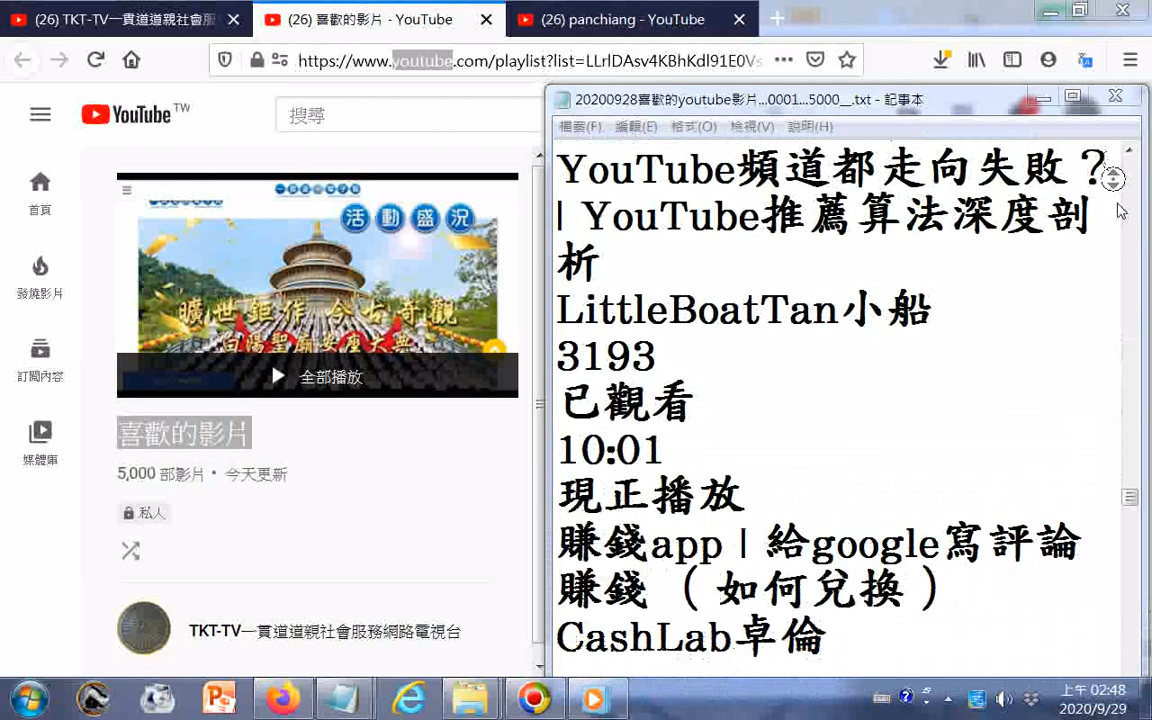 (26) TKT-TV一貫道道親社會服
(26) 喜歡的影片 - YouTube
(26) panchiang - YouTube
https://www.youtube.com/playlist?list=LLrlDAsv4KBhKdl91E0Vs
YouTube TW
搜尋
首頁
發燒影片
訂閱內容
媒體庫
活動盛況
曠世鉅作 今古奇觀
全部播放
喜歡的影片
5,000 部影片・今天更新
私人
TKT-TV一貫道道親社會服務網路電視台
20200928喜歡的youtube影片...0001...5000__.txt - 記事本
檔案(F) 編輯(E) 格式(O) 檢視(V) 說明(H)
YouTube頻道都走向失敗？
| YouTube推薦算法深度剖
析
LittleBoatTan小船
3193
已觀看
10:01
現正播放
賺錢app | 給google寫評論
賺錢 （如何兌換）
CashLab卓倫
上午 02:48
2020/9/29